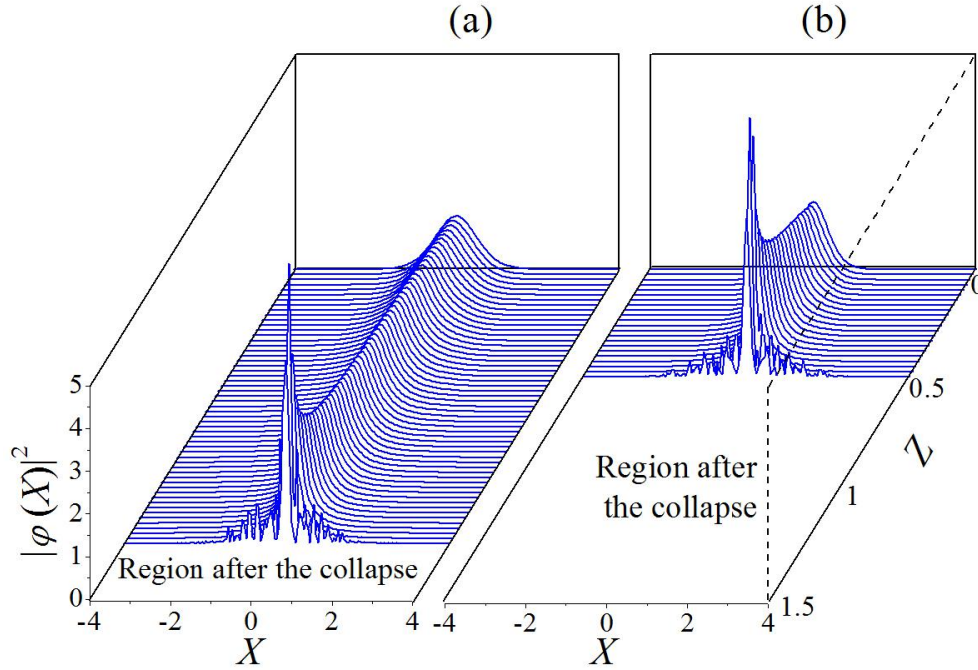 (a)
(b)
5
4
3
2
1
0
|φ(X)|²
-4
-2
0
2
4
X
Region after the collapse
-4
-2
0
2
4
X
Region after
the collapse
0
0.5
1
1.5
Z